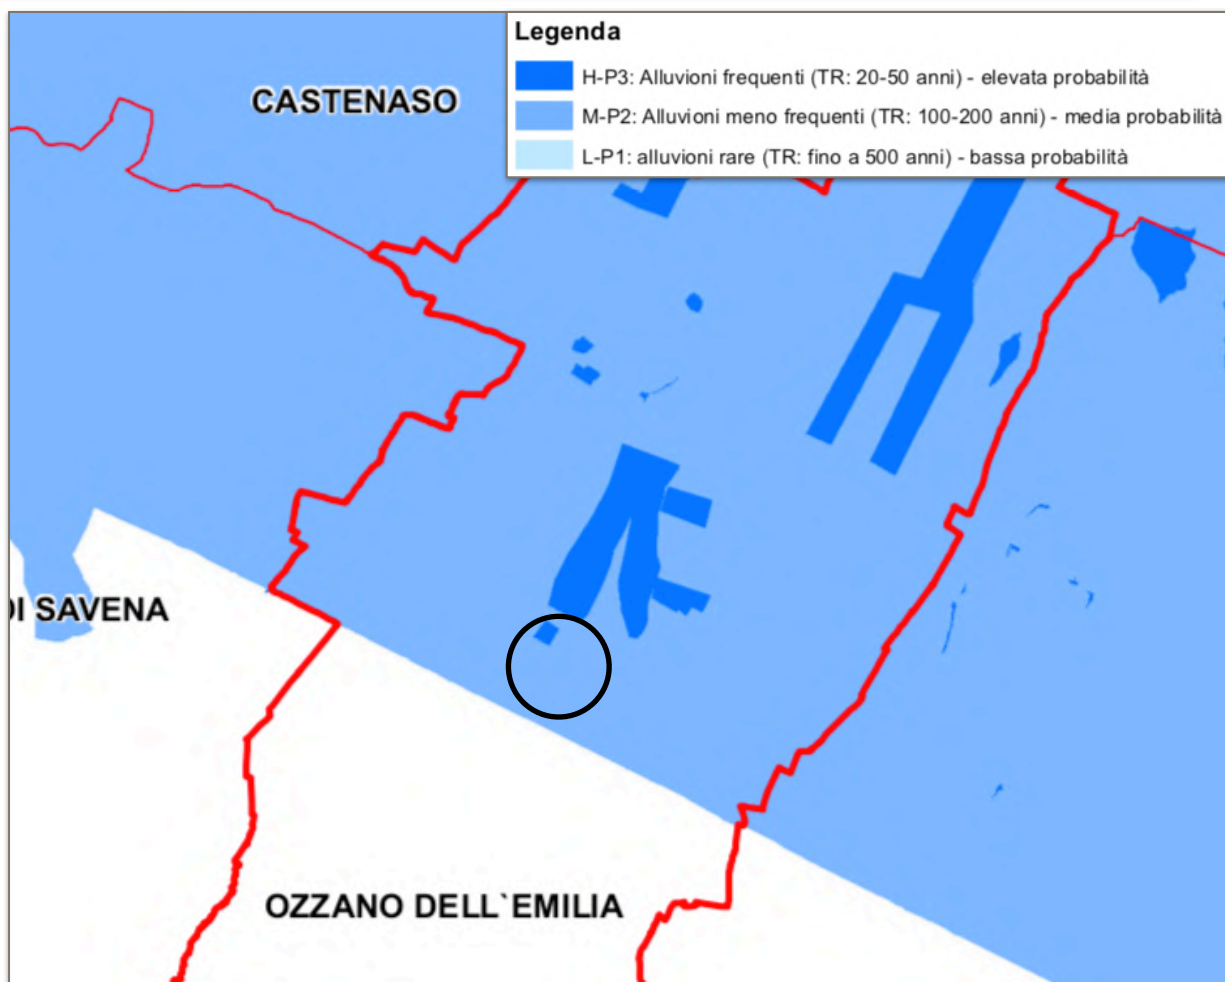 Legenda
H-P3: Alluvioni frequenti (TR: 20-50 anni) - elevata probabilità
M-P2: Alluvioni meno frequenti (TR: 100-200 anni) - media probabilità
L-P1: alluvioni rare (TR: fino a 500 anni) - bassa probabilità
CASTENASO
DI SAVENA
OZZANO DELL`EMILIA